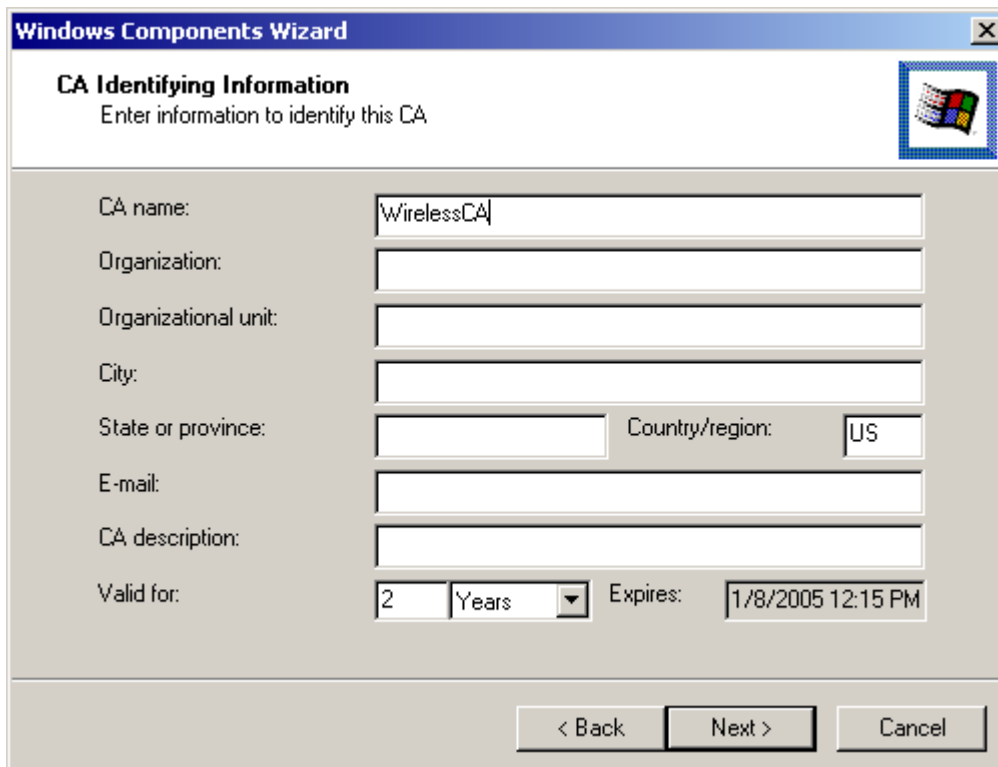 Windows Components Wizard
CA Identifying Information
Enter information to identify this CA
CA name: WirelessCA
Organization:
Organizational unit:
City:
State or province: Country/region: US
E-mail:
CA description:
Valid for: 2 Years Expires: 1/8/2005 12:15 PM
< Back Next > Cancel